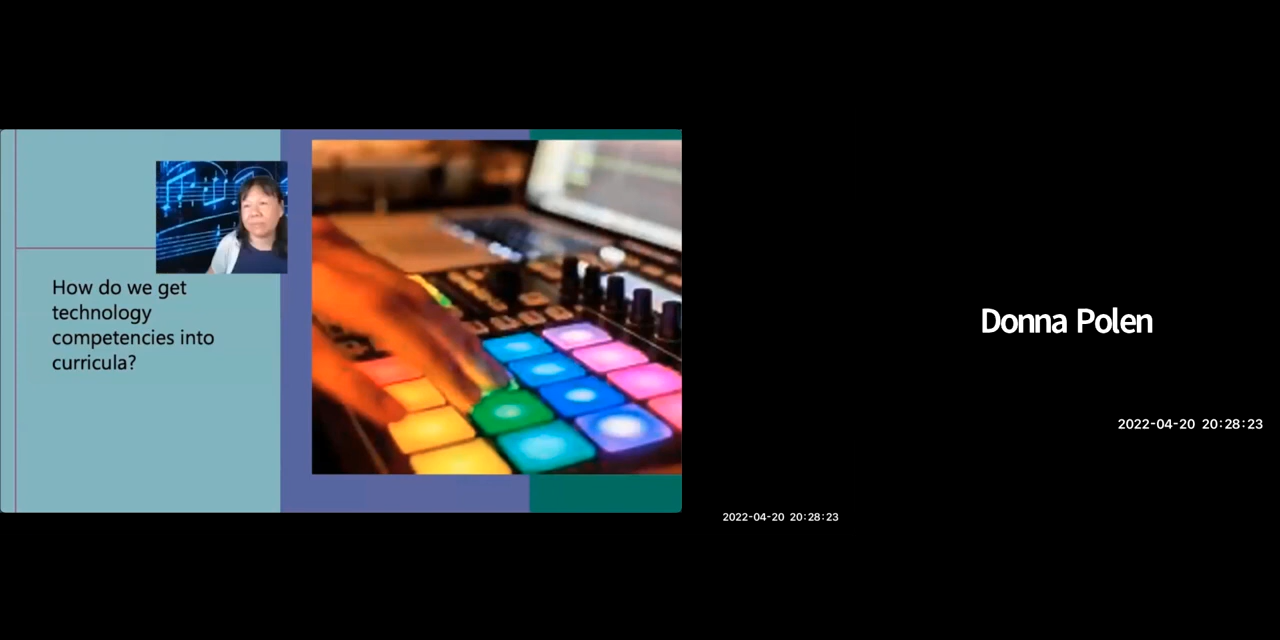 How do we get
technology
competencies into
curricula?
Donna Polen
2022-04-20 20:28:23
2022-04-20 20:28:23